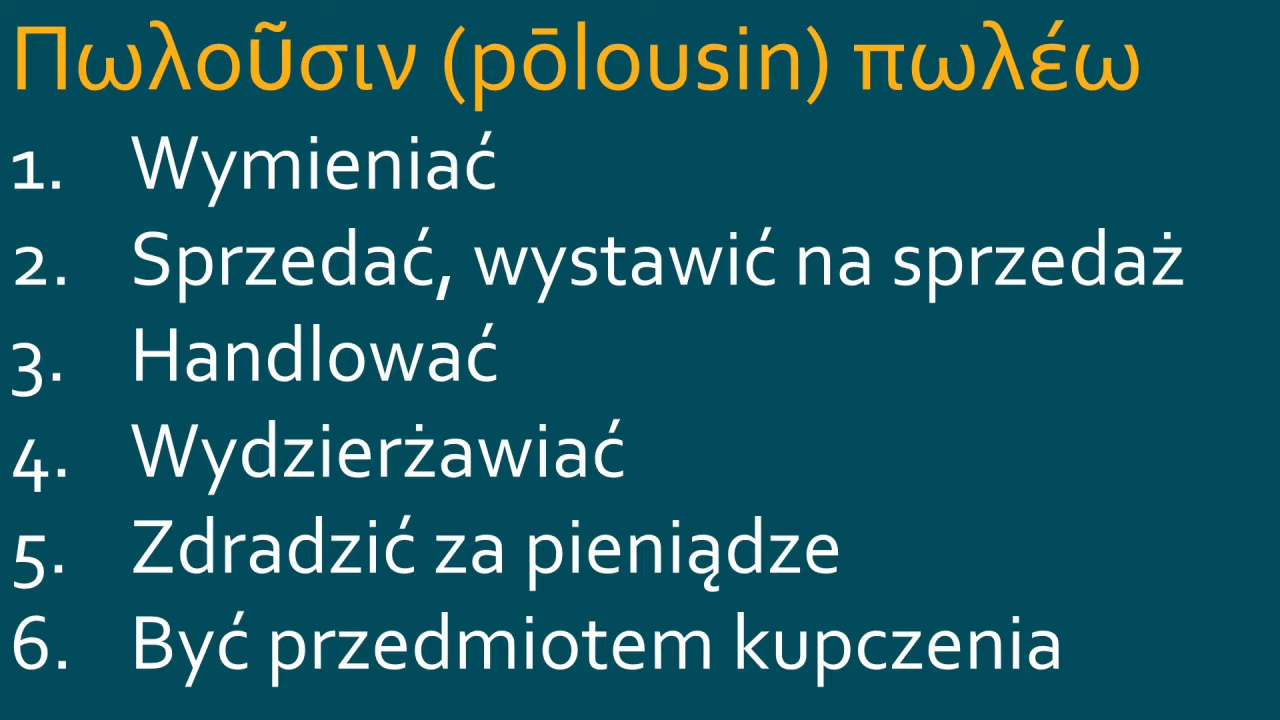 Πωλοῦσιν (pōlousin) πωλέω
1. Wymieniać
2. Sprzedać, wystawić na sprzedaż
3. Handlować
4. Wydzierżawiać
5. Zdradzić za pieniądze
6. Być przedmiotem kupczenia